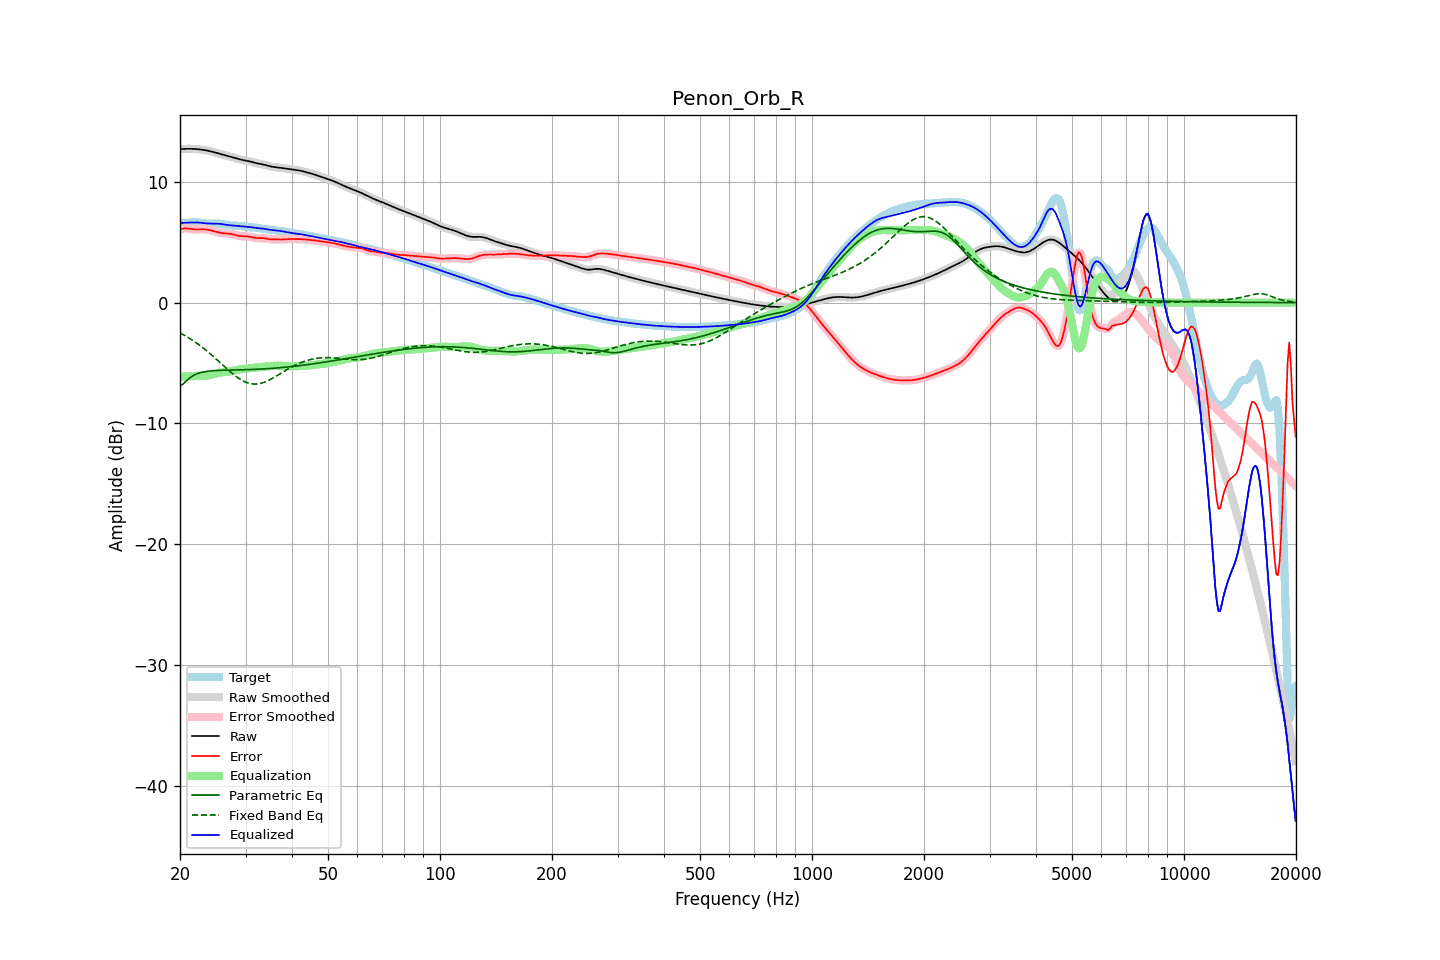 Penon_Orb_R
Amplitude (dBr)
10
0
−10
−20
−30
−40
Target
Raw Smoothed
Error Smoothed
Raw
Error
Equalization
Parametric Eq
Fixed Band Eq
Equalized
20 50 100 200 500 1000 2000 5000 10000 20000
Frequency (Hz)